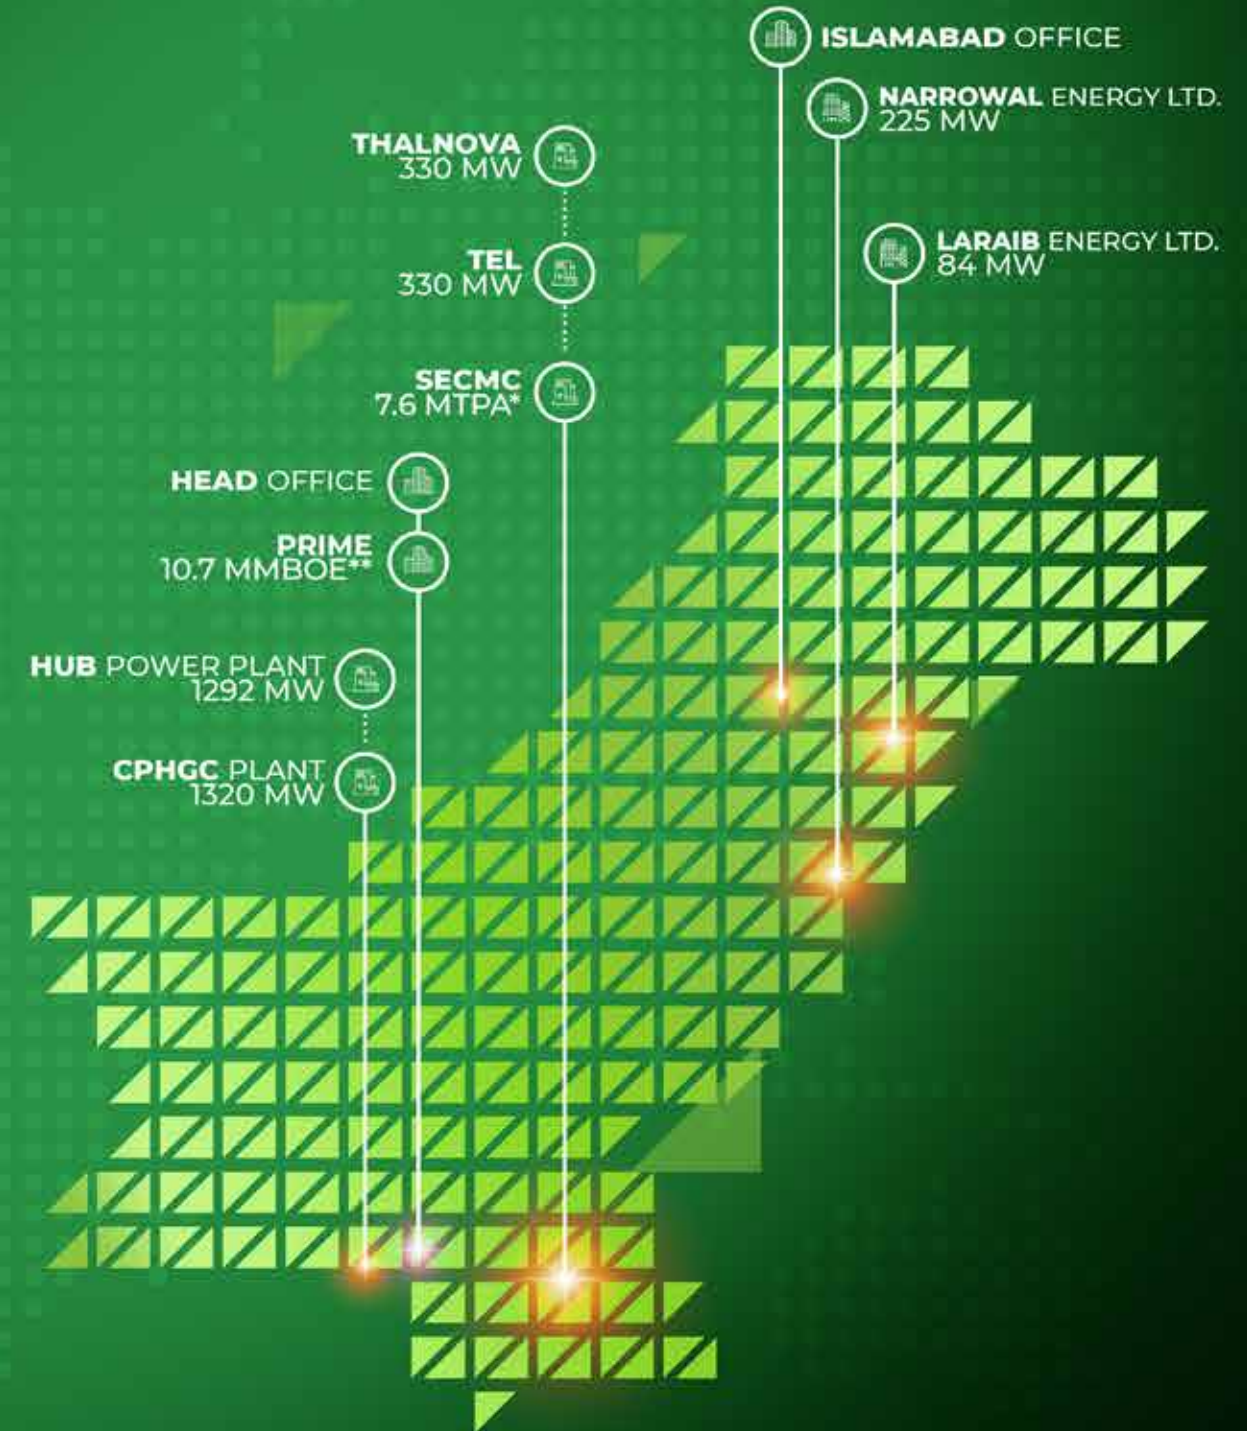 ISLAMABAD OFFICE
NARROWAL ENERGY LTD.
225 MW
THALNOVA
330 MW
LARAIB ENERGY LTD.
84 MW
TEL
330 MW
SECMC
7.6 MTPA*
HEAD OFFICE
PRIME
10.7 MMBOE**
HUB POWER PLANT
1292 MW
CPHGC PLANT
1320 MW